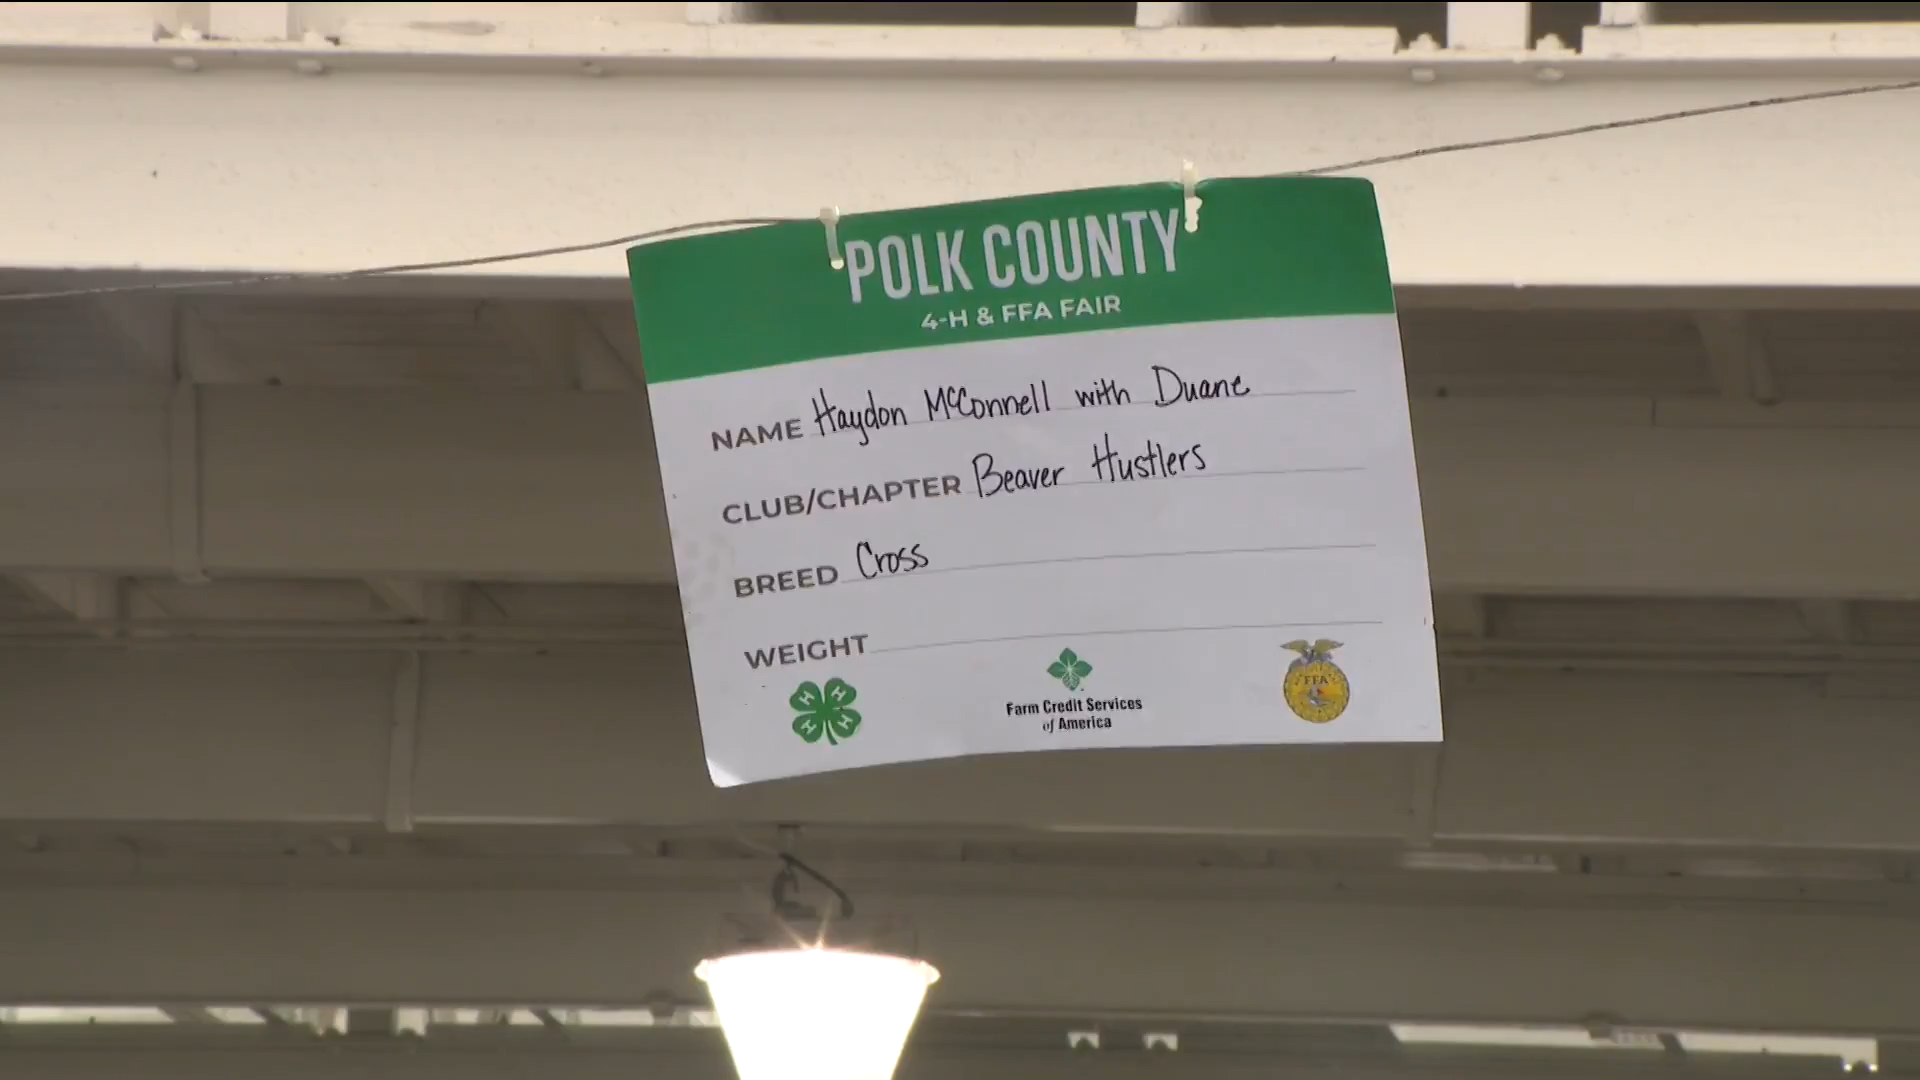 POLK COUNTY
4-H & FFA FAIR
NAME Haydon McConnell with Duane
CLUB/CHAPTER Beaver Hustlers
BREED Cross
WEIGHT
H H H H
Farm Credit Services
of America
FFA